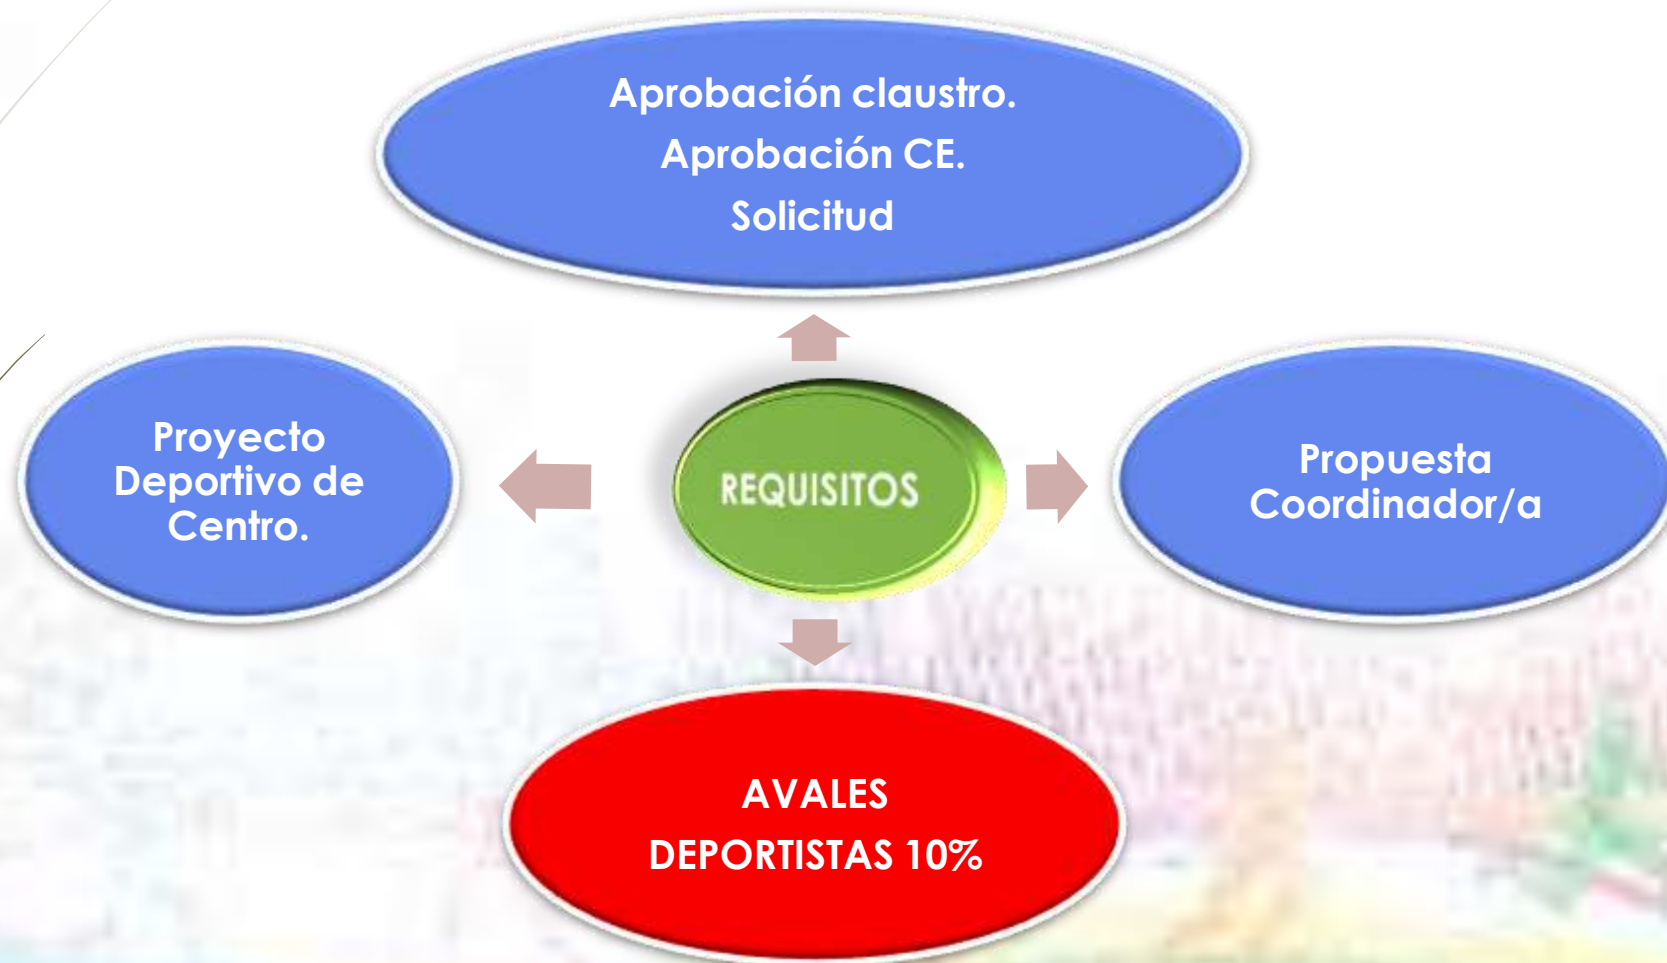 Aprobación claustro.
Aprobación CE.
Solicitud
Proyecto
Deportivo de
Centro.
REQUISITOS
Propuesta
Coordinador/a
AVALES
DEPORTISTAS 10%